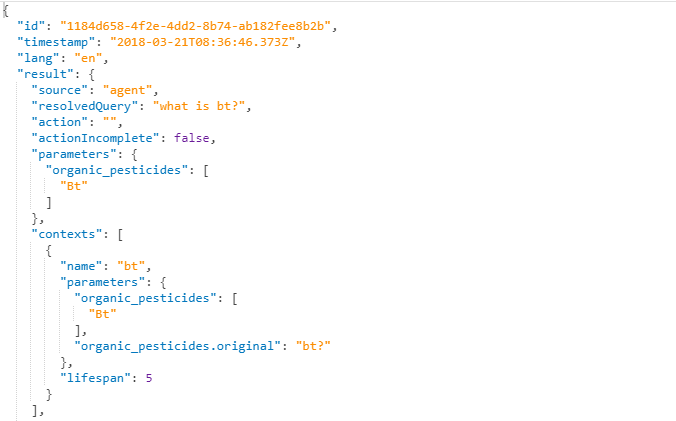 {
"id": "1184d658-4f2e-4dd2-8b74-ab182fee8b2b",
"timestamp": "2018-03-21T08:36:46.373Z",
"lang": "en",
"result": {
"source": "agent",
"resolvedQuery": "what is bt?",
"action": "",
"actionIncomplete": false,
"parameters": {
"organic_pesticides": [
"Bt"
]
},
"contexts": [
{
"name": "bt",
"parameters": {
"organic_pesticides": [
"Bt"
],
"organic_pesticides.original": "bt?"
},
"lifespan": 5
}
],